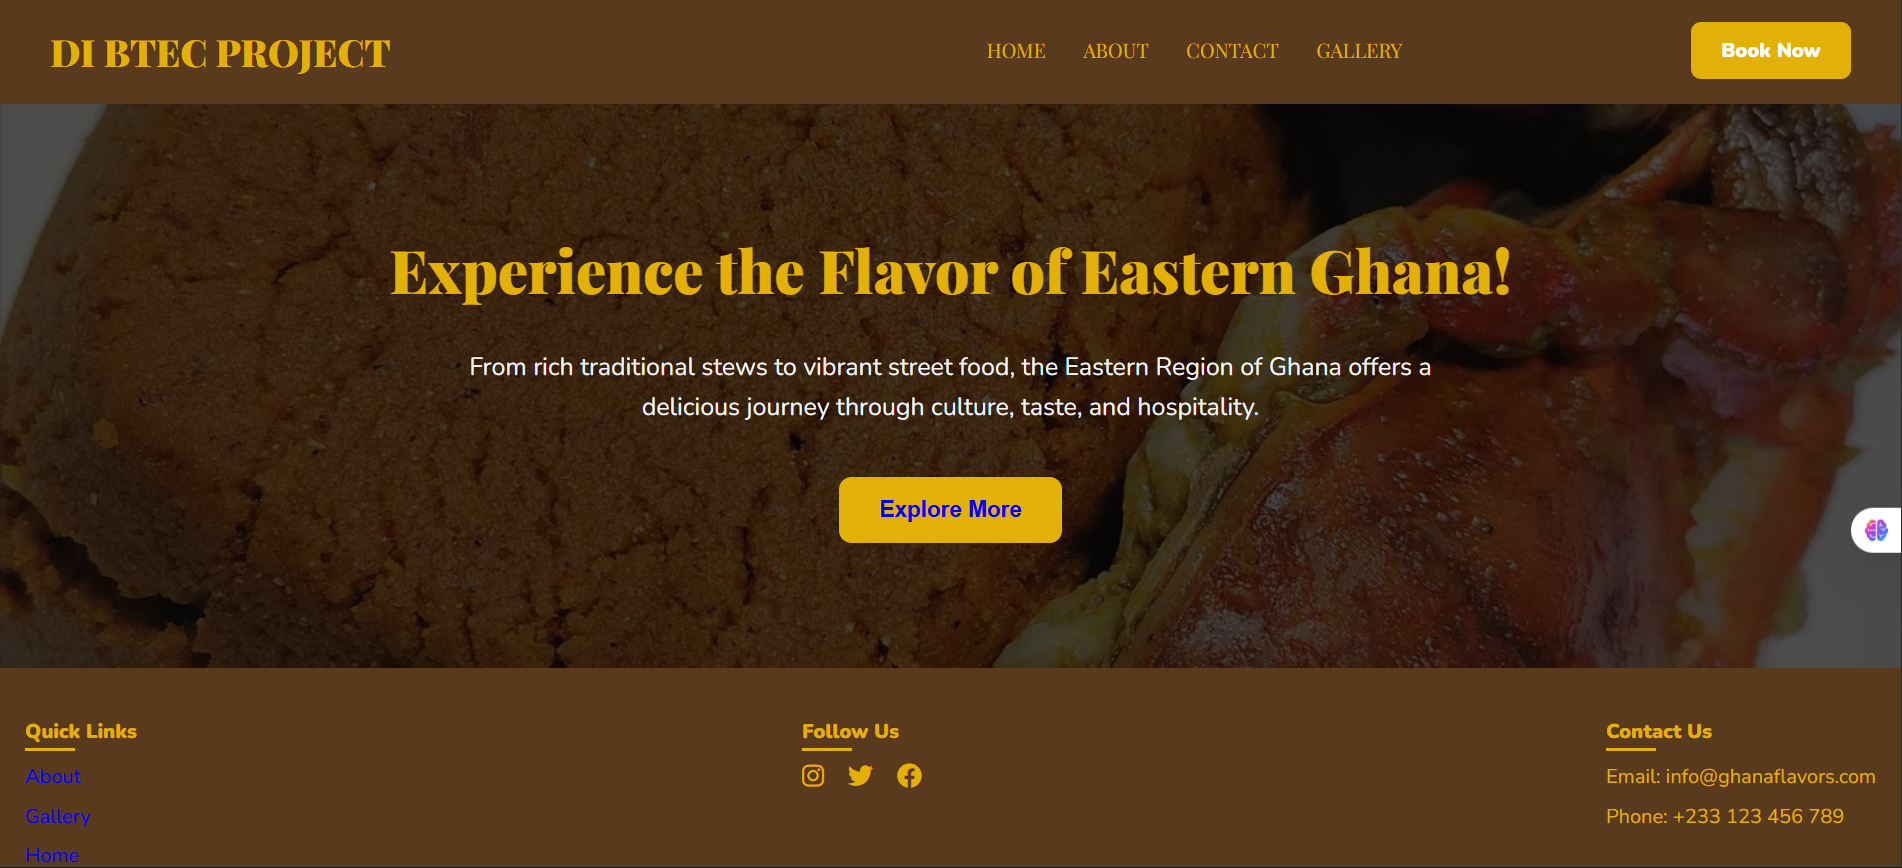 DI BTEC PROJECT
HOME ABOUT CONTACT GALLERY
Book Now
Experience the Flavor of Eastern Ghana!
From rich traditional stews to vibrant street food, the Eastern Region of Ghana offers a
delicious journey through culture, taste, and hospitality.
Explore More
Quick Links
About
Gallery
Home
Follow Us
Contact Us
Email: info@ghanaflavors.com
Phone: +233 123 456 789